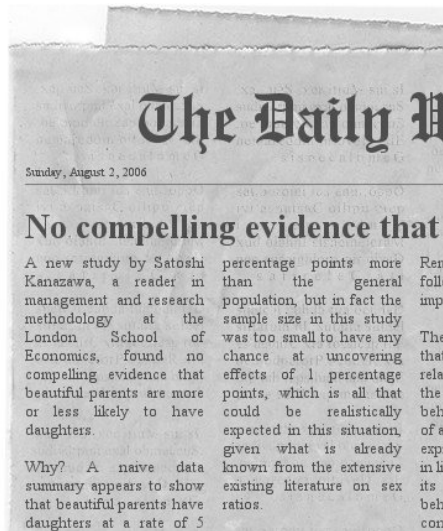 The Daily
Sunday, August 2, 2006
No compelling evidence that
A new study by Satoshi
Kanazawa, a reader in
management and research
methodology at the
London School of
Economics, found no
compelling evidence that
beautiful parents are more
or less likely to have
daughters.
Why? A naive data
summary appears to show
that beautiful parents have
daughters at a rate of 5
percentage points more
than the general
population, but in fact the
sample size in this study
was too small to have any
chance at uncovering
effects of 1 percentage
points, which is all that
could be realistically
expected in this situation,
given what is already
known from the extensive
existing literature on sex
ratios.